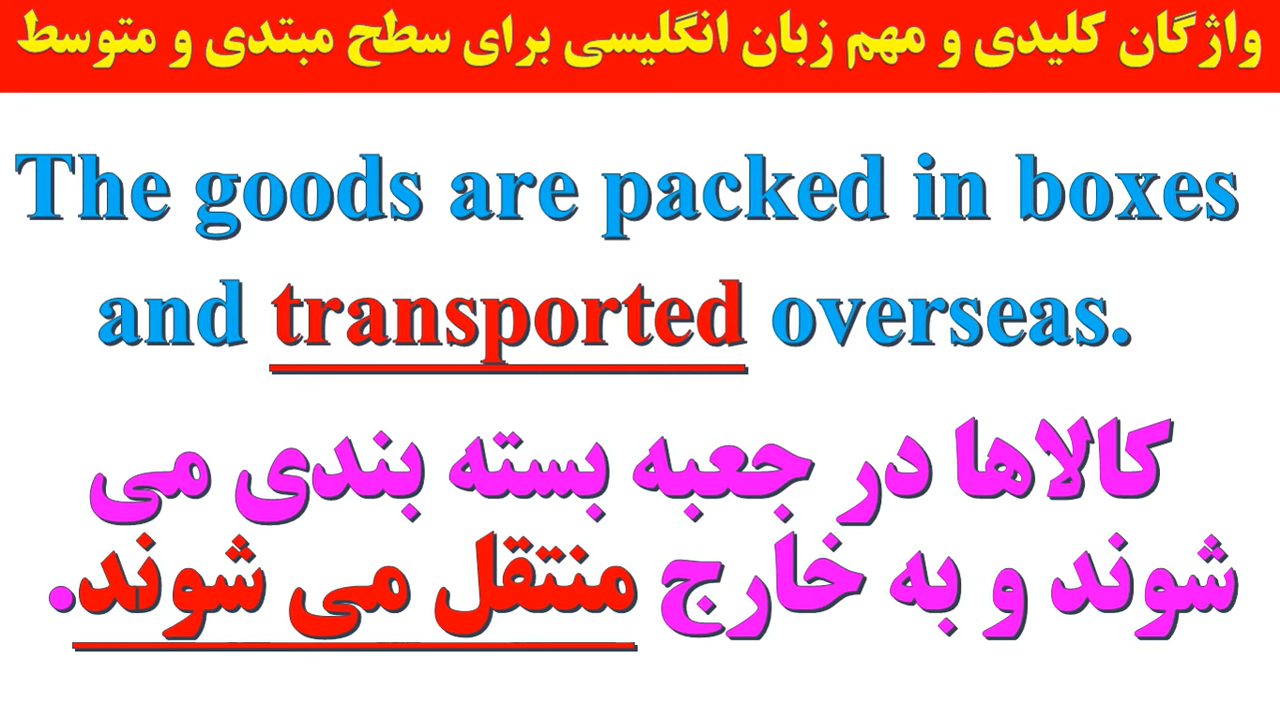 واژگان کلیدی و مهم زبان انگلیسی برای سطح مبتدی و متوسط
The goods are packed in boxes
and transported overseas.
کالاها در جعبه بسته بندی می
شوند و به خارج منتقل می شوند.